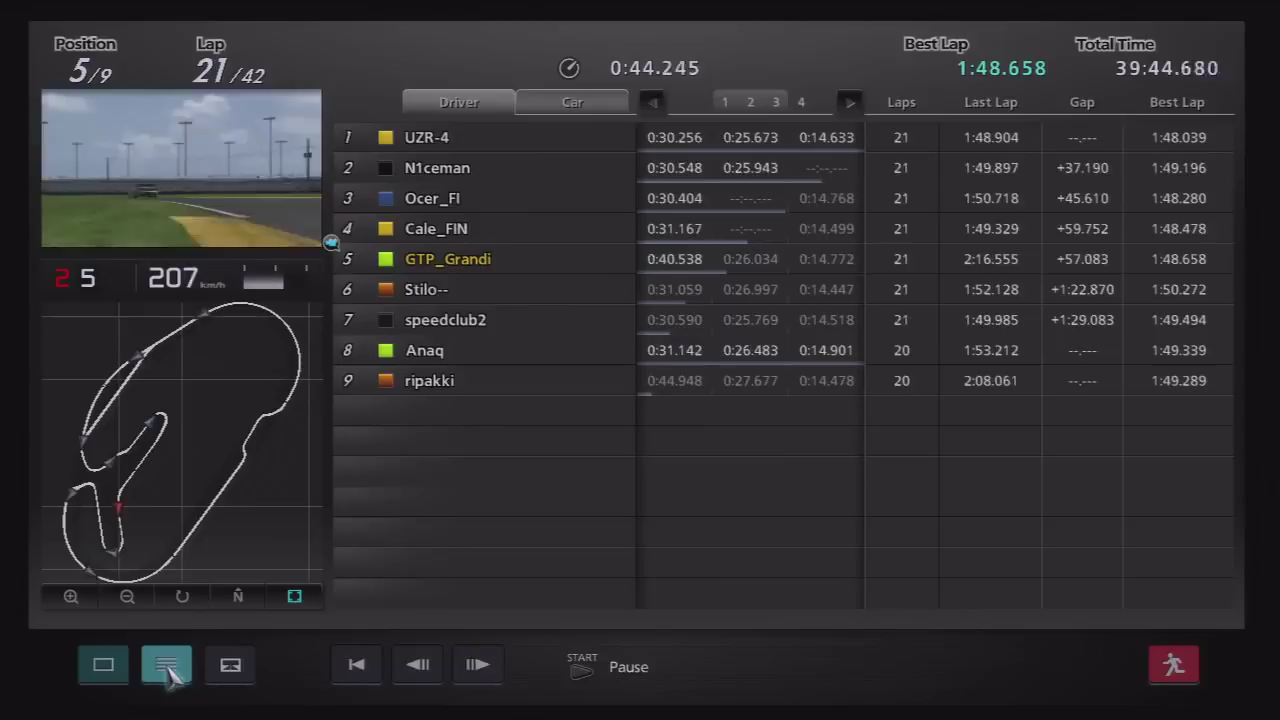 Position Lap Best Lap Total Time
5/9 21/42 0:44.245 1:48.658 39:44.680
Driver Car 1 2 3 4 Laps Last Lap Gap Best Lap
1 UZR-4 0:30.256 0:25.673 0:14.633 21 1:48.904 --.--- 1:48.039
2 N1ceman 0:30.548 0:25.943 --:--.--- 21 1:49.897 +37.190 1:49.196
3 Ocer_FI 0:30.404 --:--.--- 0:14.768 21 1:50.718 +45.610 1:48.280
4 Cale_FIN 0:31.167 --:--.--- 0:14.499 21 1:49.329 +59.752 1:48.478
5 GTP_Grandi 0:40.538 0:26.034 0:14.772 21 2:16.555 +57.083 1:48.658
6 Stilo-- 0:31.059 0:26.997 0:14.447 21 1:52.128 +1:22.870 1:50.272
7 speedclub2 0:30.590 0:25.769 0:14.518 21 1:49.985 +1:29.083 1:49.494
8 Anaq 0:31.142 0:26.483 0:14.901 20 1:53.212 --.--- 1:49.339
9 ripakki 0:44.948 0:27.677 0:14.478 20 2:08.061 --.--- 1:49.289
2 5 207 km/h
N
START
Pause